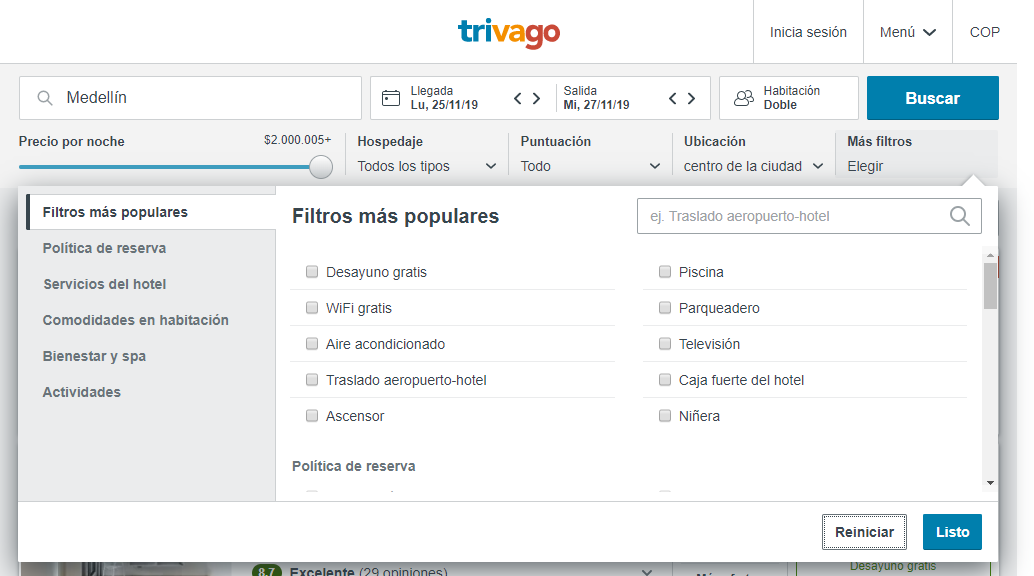 trivago
Inicia sesión
Menú
COP
Medellín
Llegada
Lu, 25/11/19
Salida
Mi, 27/11/19
Habitación
Doble
Buscar
Precio por noche
$2.000.005+
Hospedaje
Todos los tipos
Puntuación
Todo
Ubicación
centro de la ciudad
Más filtros
Elegir
Filtros más populares
Política de reserva
Servicios del hotel
Comodidades en habitación
Bienestar y spa
Actividades
Filtros más populares
ej. Traslado aeropuerto-hotel
Desayuno gratis
Piscina
WiFi gratis
Parqueadero
Aire acondicionado
Televisión
Traslado aeropuerto-hotel
Caja fuerte del hotel
Ascensor
Niñera
Política de reserva
Reiniciar
Listo
8,7 Excelente (29 opiniones)
Desayuno gratis